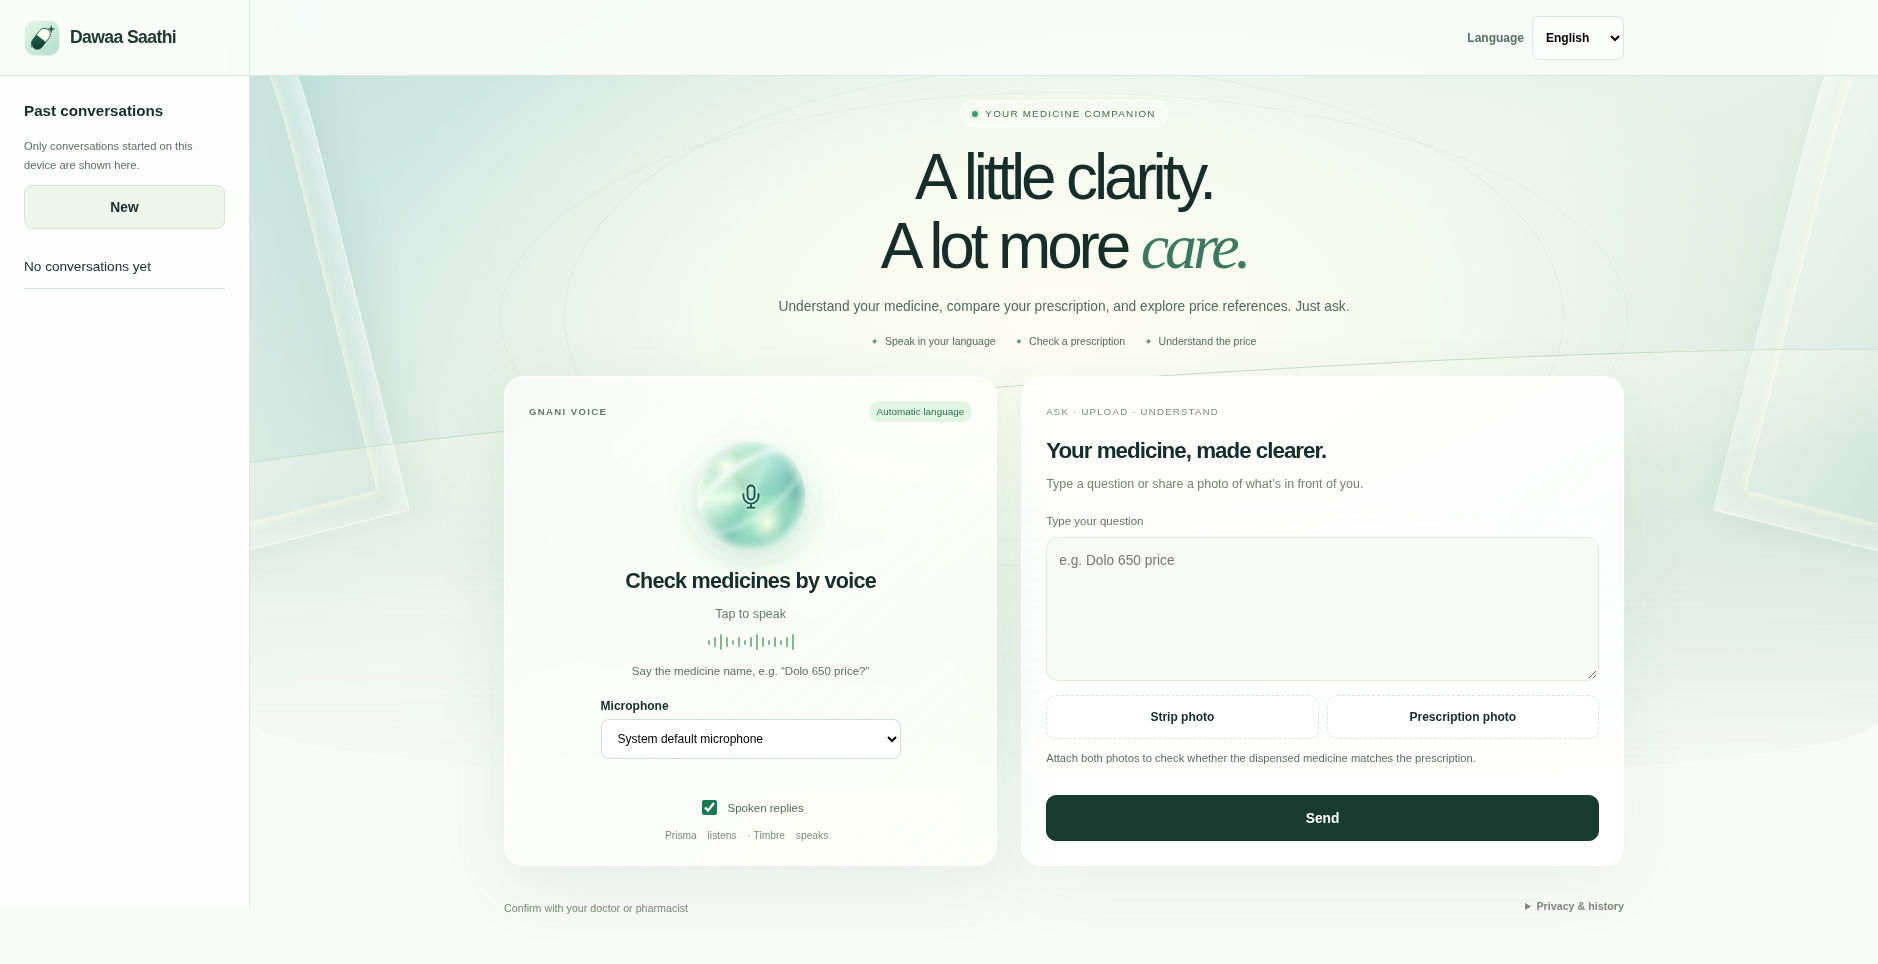 Dawaa Saathi
Language
English
Past conversations
Only conversations started on this
device are shown here.
New
No conversations yet
YOUR MEDICINE COMPANION
A little clarity.
A lot more care.
Understand your medicine, compare your prescription, and explore price references. Just ask.
Speak in your language
Check a prescription
Understand the price
GNANI VOICE
Automatic language
Check medicines by voice
Tap to speak
Say the medicine name, e.g. “Dolo 650 price?”
Microphone
System default microphone
Spoken replies
Prisma listens · Timbre speaks
ASK · UPLOAD · UNDERSTAND
Your medicine, made clearer.
Type a question or share a photo of what’s in front of you.
Type your question
e.g. Dolo 650 price
Strip photo
Prescription photo
Attach both photos to check whether the dispensed medicine matches the prescription.
Send
Confirm with your doctor or pharmacist
Privacy & history